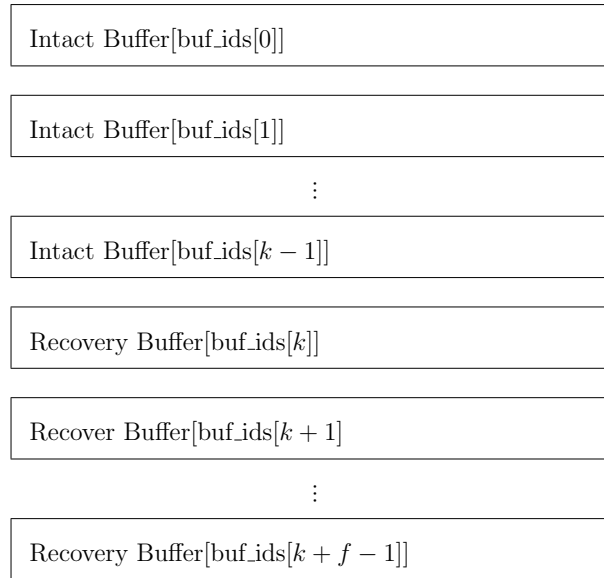 Intact Buffer[buf_ids[0]]
Intact Buffer[buf_ids[1]]
⋮
Intact Buffer[buf_ids[k − 1]]
Recovery Buffer[buf_ids[k]]
Recover Buffer[buf_ids[k + 1]
⋮
Recovery Buffer[buf_ids[k + f − 1]]